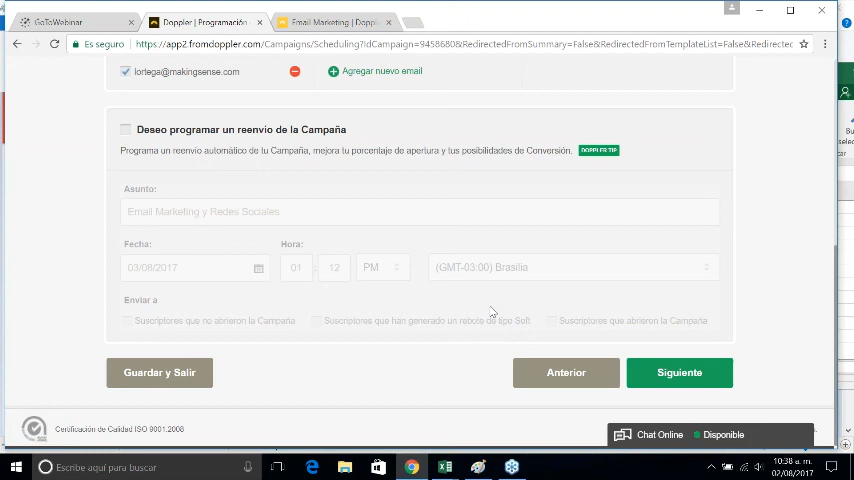 GoToWebinar
Doppler | Programación
Email Marketing | Dopple
Es seguro
https://app2.fromdoppler.com/Campaigns/Scheduling?IdCampaign=9458680&RedirectedFromSummary=False&RedirectedFromTemplateList=False&Redirectec
lortega@makingsense.com
Agregar nuevo email
Deseo programar un reenvío de la Campaña
Programa un reenvío automático de tu Campaña, mejora tu porcentaje de apertura y tus posibilidades de Conversión.
DOPPLER TIP
Asunto:
Email Marketing y Redes Sociales
Fecha:
Hora:
03/08/2017
01
:
12
PM
(GMT-03:00) Brasilia
Enviar a
Suscriptores que no abrieron la Campaña
Suscriptores que han generado un rebote de tipo Soft
Suscriptores que abrieron la Campaña
Guardar y Salir
Anterior
Siguiente
Certificación de Calidad ISO 9001:2008
Chat Online
Disponible
Escribe aquí para buscar
10:38 a. m.
02/08/2017